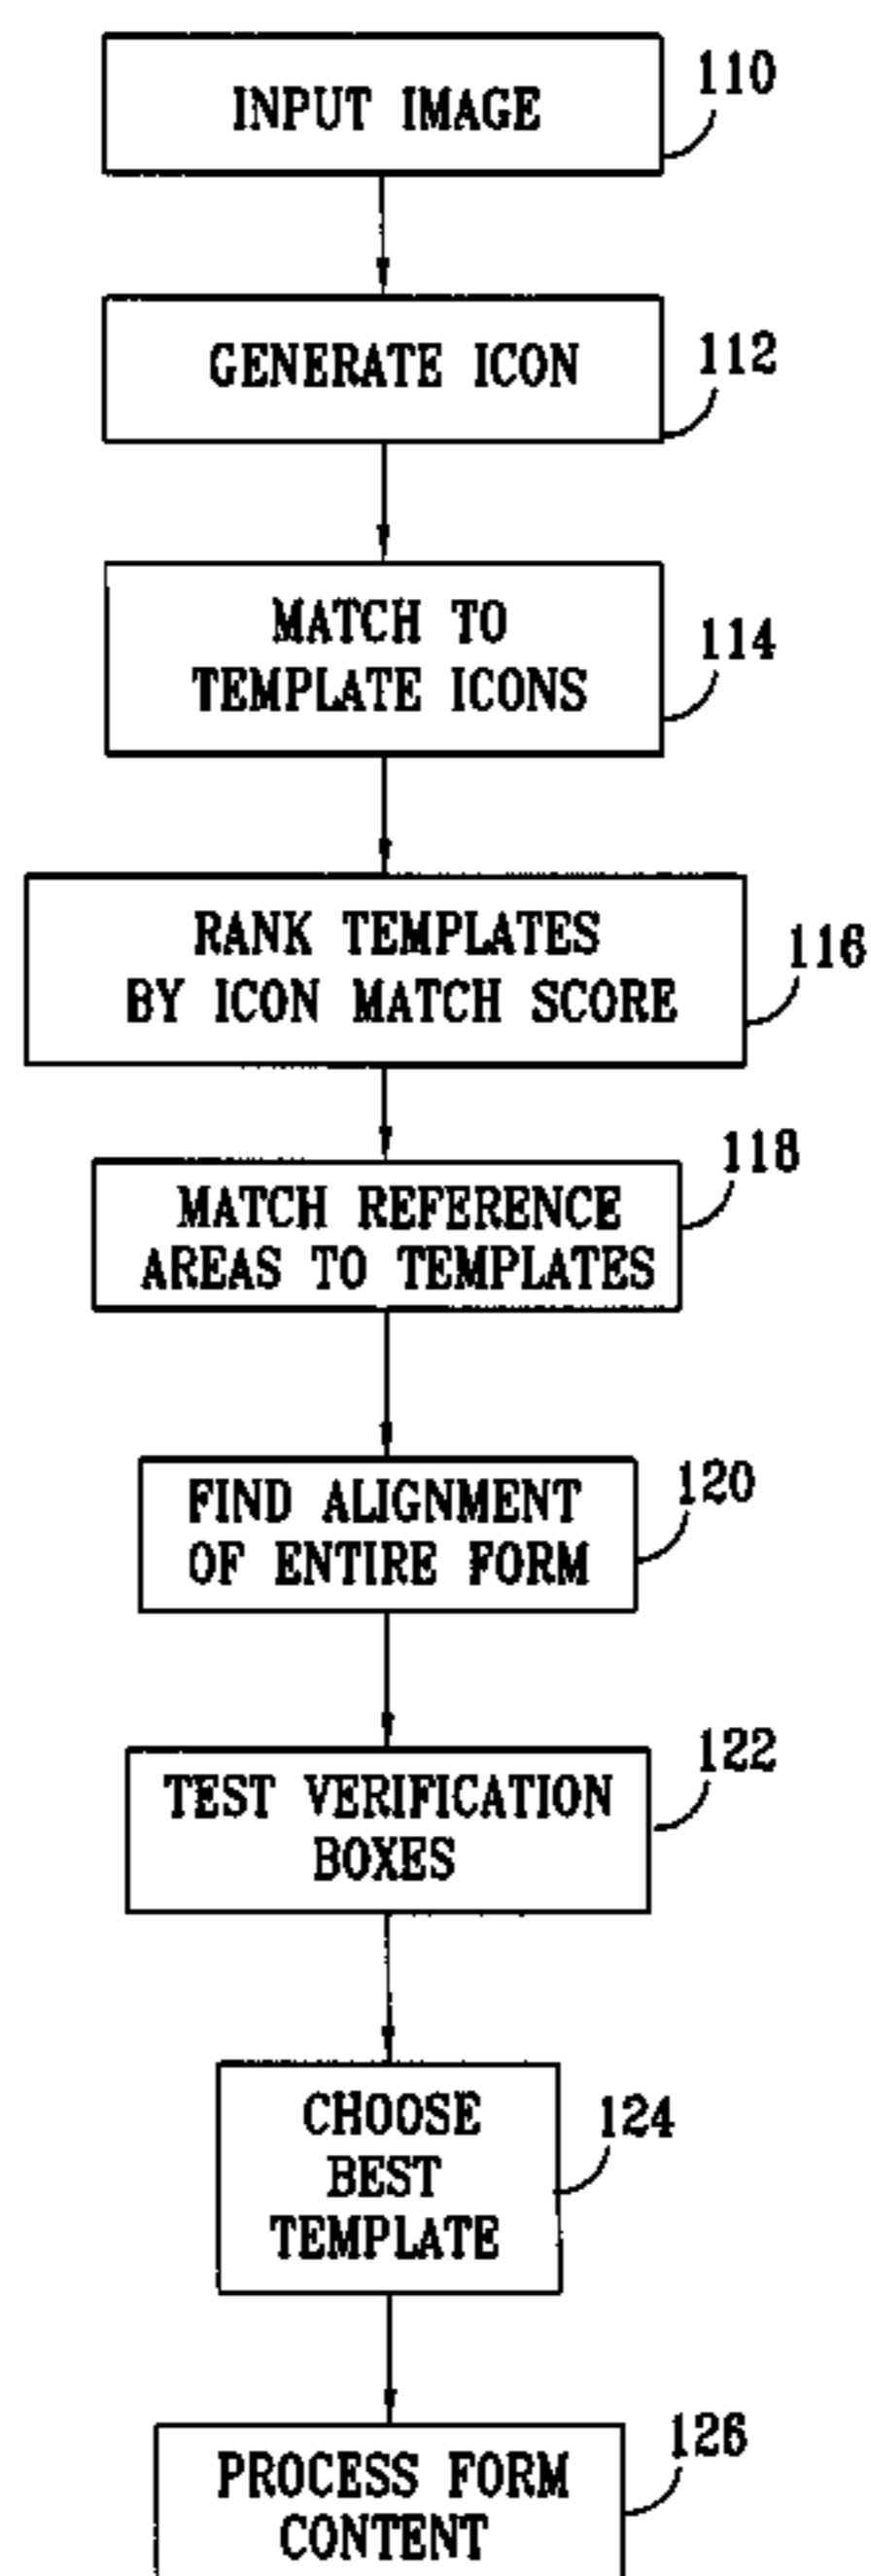 INPUT IMAGE
110
GENERATE ICON
112
MATCH TO
TEMPLATE ICONS
114
RANK TEMPLATES
BY ICON MATCH SCORE
116
MATCH REFERENCE
AREAS TO TEMPLATES
118
FIND ALIGNMENT
OF ENTIRE FORM
120
TEST VERIFICATION
BOXES
122
CHOOSE
BEST
TEMPLATE
124
PROCESS FORM
CONTENT
126